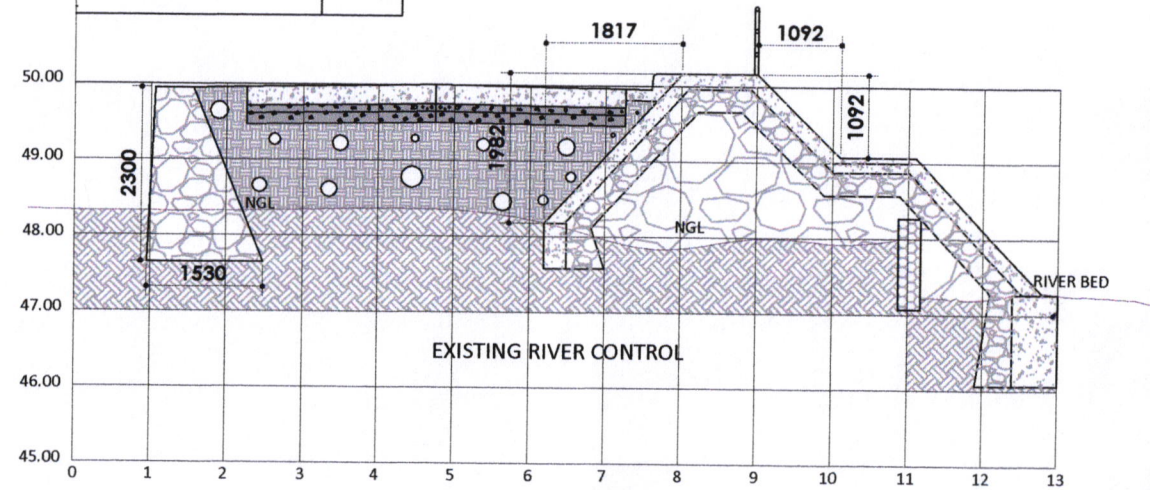 1817
1092
50.00
1092
1982
49.00
2300
NGL
NGL
48.00
1530
RIVER BED
47.00
EXISTING RIVER CONTROL
46.00
45.00
0 1 2 3 4 5 6 7 8 9 10 11 12 13